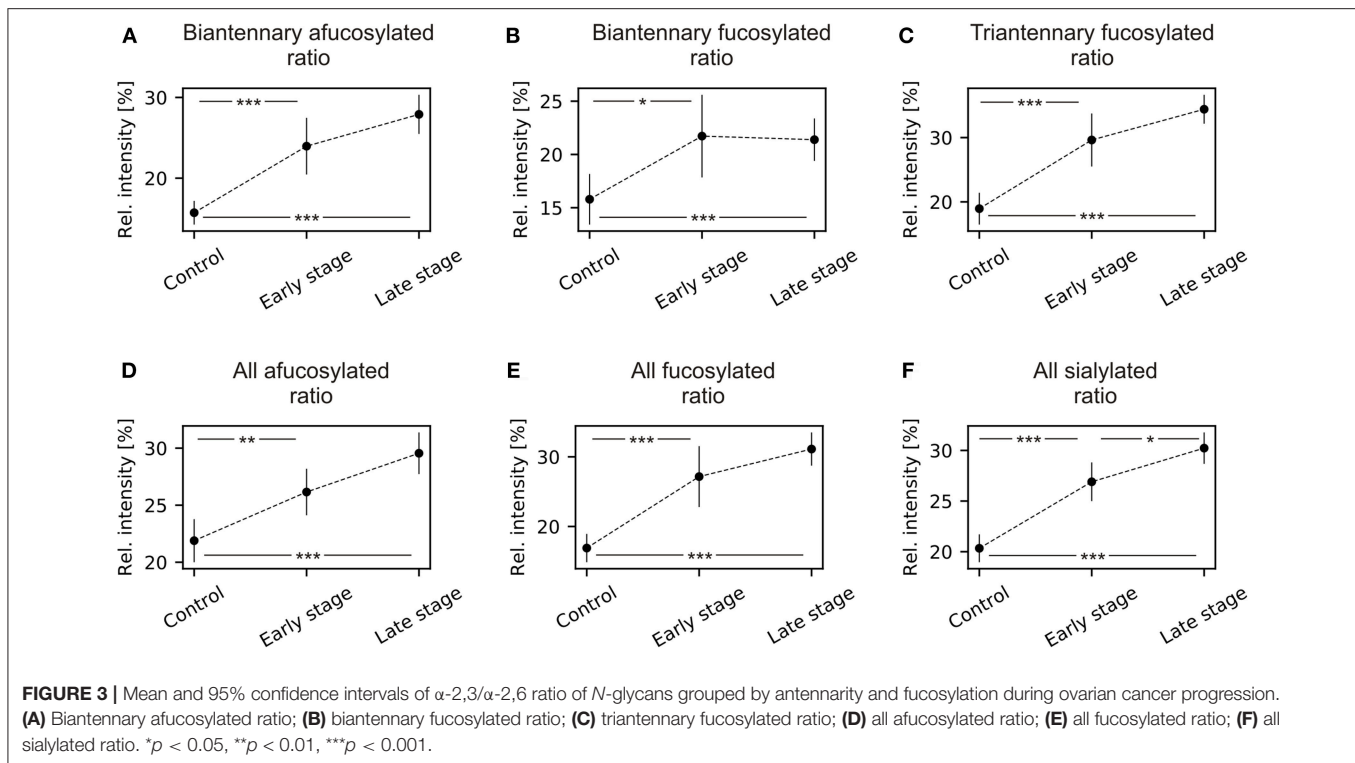 A
Biantennary afucosylated
ratio
Rel. intensity [%]
30
20
***
***
Control
Early stage
Late stage
B
Biantennary fucosylated
ratio
Rel. intensity [%]
25
20
15
*
***
Control
Early stage
Late stage
C
Triantennary fucosylated
ratio
Rel. intensity [%]
30
20
***
***
Control
Early stage
Late stage
D
All afucosylated
ratio
Rel. intensity [%]
30
25
20
**
***
Control
Early stage
Late stage
E
All fucosylated
ratio
Rel. intensity [%]
30
20
***
***
Control
Early stage
Late stage
F
All sialylated
ratio
Rel. intensity [%]
30
25
20
***
*
***
Control
Early stage
Late stage
FIGURE 3 | Mean and 95% confidence intervals of α-2,3/α-2,6 ratio of N-glycans grouped by antennarity and fucosylation during ovarian cancer progression.
(A) Biantennary afucosylated ratio; (B) biantennary fucosylated ratio; (C) triantennary fucosylated ratio; (D) all afucosylated ratio; (E) all fucosylated ratio; (F) all
sialylated ratio. *p < 0.05, **p < 0.01, ***p < 0.001.